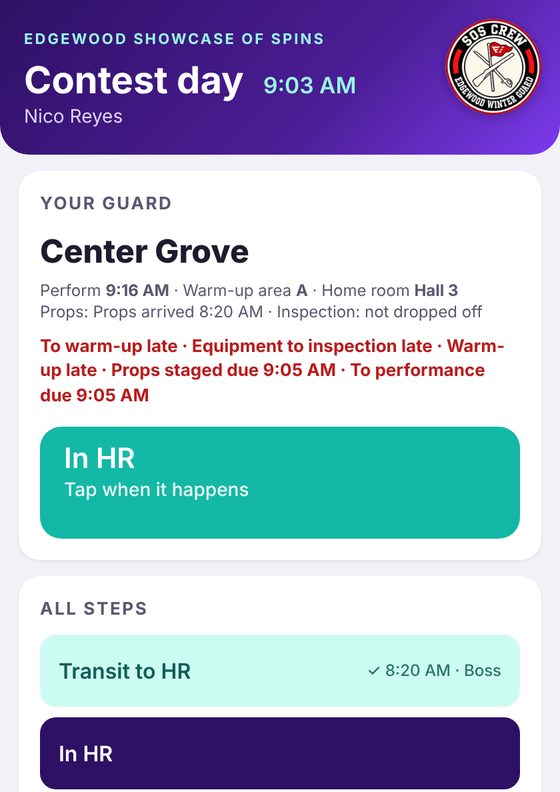 EDGEWOOD SHOWCASE OF SPINS
Contest day 9:03 AM
Nico Reyes
SOS CREW
EDGEWOOD WINTER GUARD
YOUR GUARD
Center Grove
Perform 9:16 AM · Warm-up area A · Home room Hall 3
Props: Props arrived 8:20 AM · Inspection: not dropped off
To warm-up late · Equipment to inspection late · Warm-
up late · Props staged due 9:05 AM · To performance
due 9:05 AM
In HR
Tap when it happens
ALL STEPS
Transit to HR ✓ 8:20 AM · Boss
In HR